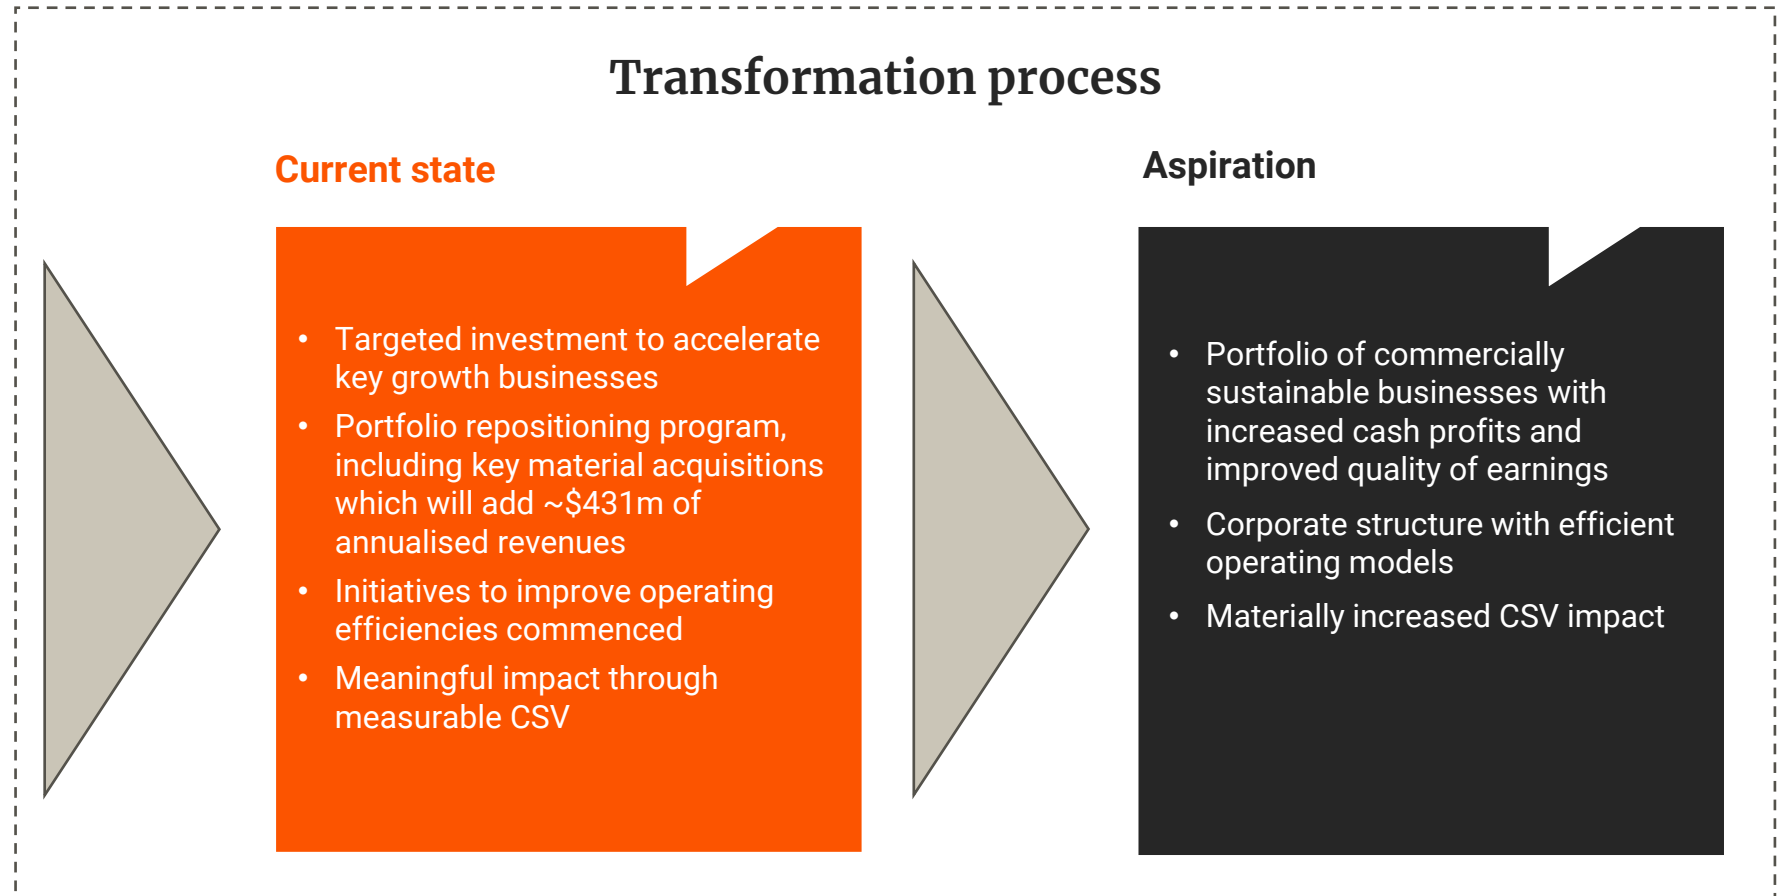 Transformation process
Current state
• Targeted investment to accelerate
key growth businesses
• Portfolio repositioning program,
including key material acquisitions
which will add ~$431m of
annualised revenues
• Initiatives to improve operating
efficiencies commenced
• Meaningful impact through
measurable CSV
Aspiration
• Portfolio of commercially
sustainable businesses with
increased cash profits and
improved quality of earnings
• Corporate structure with efficient
operating models
• Materially increased CSV impact